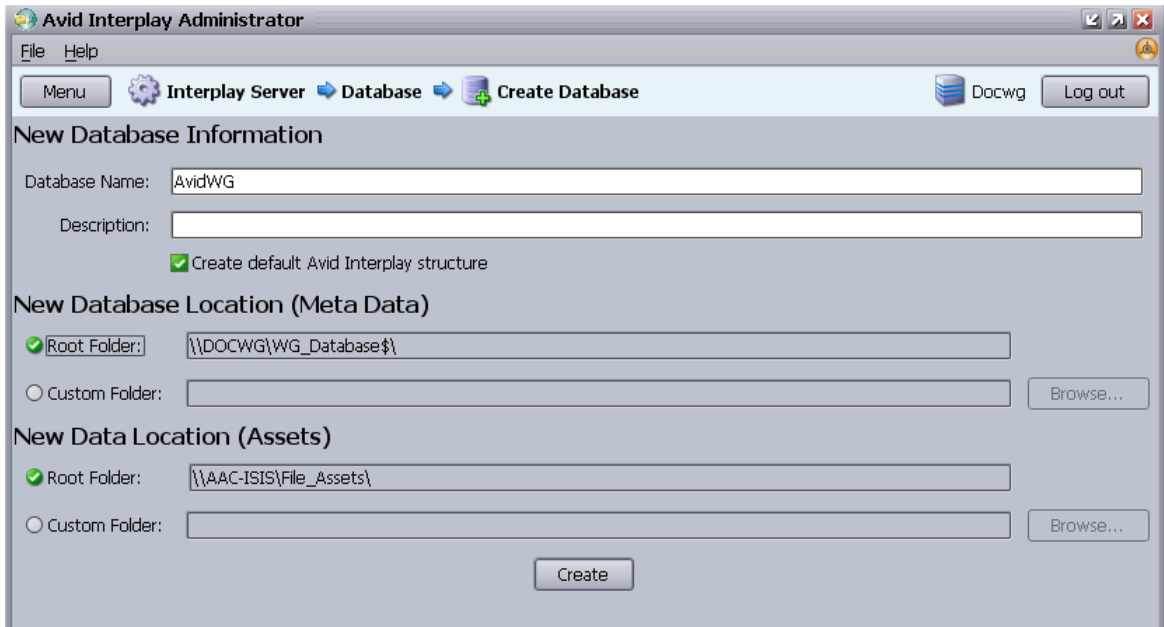 Avid Interplay Administrator
File Help
Menu Interplay Server Database Create Database Docwg Log out
New Database Information
Database Name: AvidWG
Description:
Create default Avid Interplay structure
New Database Location (Meta Data)
Root Folder: \\DOCWG\WG_Database$\
Custom Folder: Browse...
New Data Location (Assets)
Root Folder: \\AAC-ISIS\File_Assets\
Custom Folder: Browse...
Create